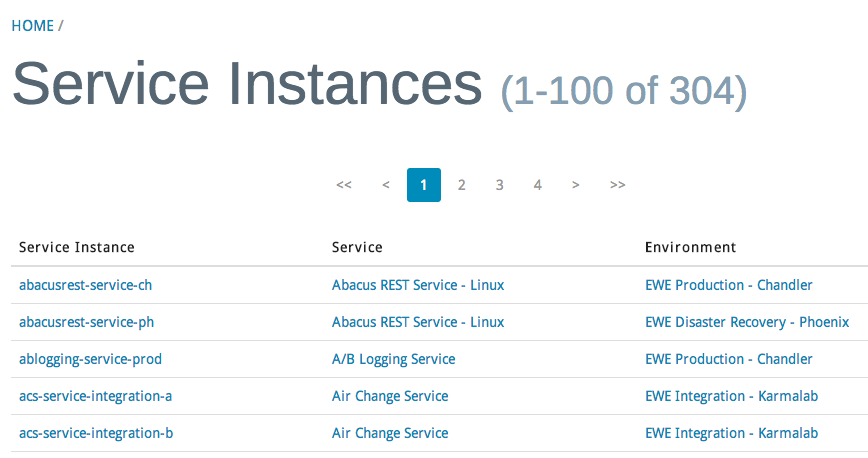 HOME /
Service Instances (1-100 of 304)
<< < 1 2 3 4 > >>
Service Instance Service Environment
abacusrest-service-ch Abacus REST Service - Linux EWE Production - Chandler
abacusrest-service-ph Abacus REST Service - Linux EWE Disaster Recovery - Phoenix
ablogging-service-prod A/B Logging Service EWE Production - Chandler
acs-service-integration-a Air Change Service EWE Integration - Karmalab
acs-service-integration-b Air Change Service EWE Integration - Karmalab